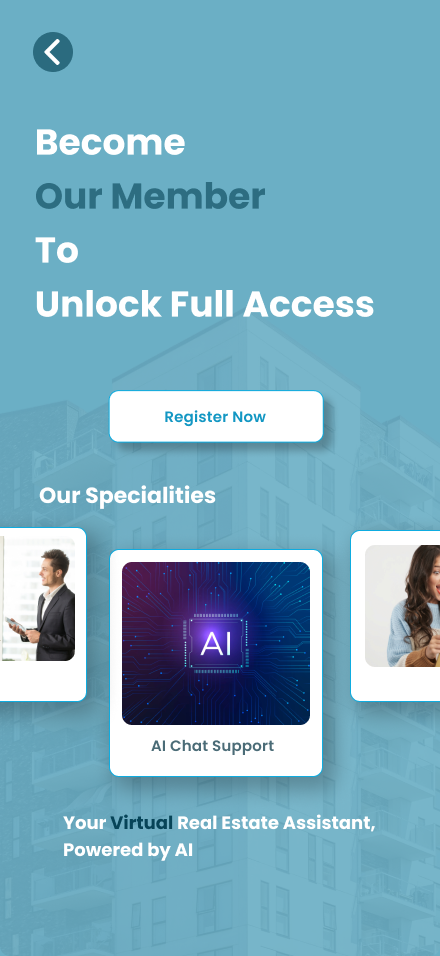 Become
Our Member
To
Unlock Full Access
Register Now
Our Specialities
AI
AI Chat Support
Your Virtual Real Estate Assistant,
Powered by AI